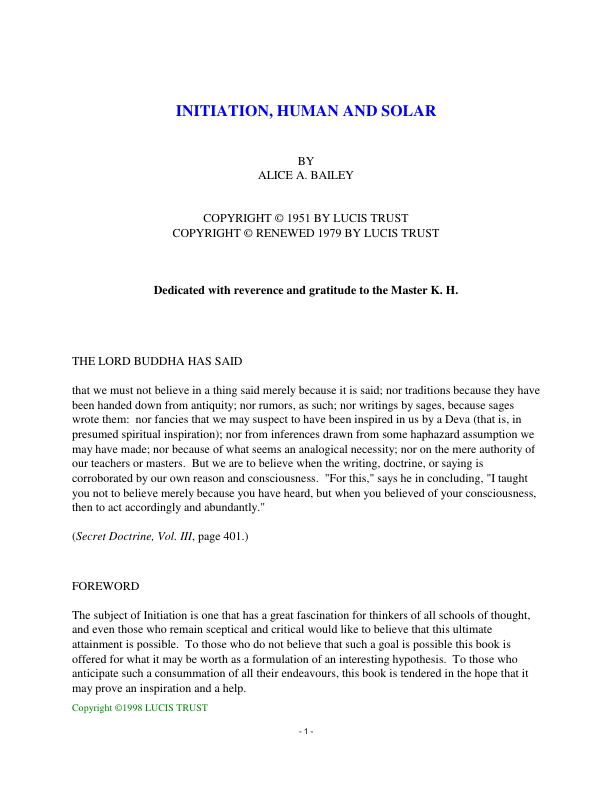 INITIATION, HUMAN AND SOLAR
BY
ALICE A. BAILEY
COPYRIGHT © 1951 BY LUCIS TRUST
COPYRIGHT © RENEWED 1979 BY LUCIS TRUST
Dedicated with reverence and gratitude to the Master K. H.
THE LORD BUDDHA HAS SAID
that we must not believe in a thing said merely because it is said; nor traditions because they have
been handed down from antiquity; nor rumors, as such; nor writings by sages, because sages
wrote them:  nor fancies that we may suspect to have been inspired in us by a Deva (that is, in
presumed spiritual inspiration); nor from inferences drawn from some haphazard assumption we
may have made; nor because of what seems an analogical necessity; nor on the mere authority of
our teachers or masters.  But we are to believe when the writing, doctrine, or saying is
corroborated by our own reason and consciousness.  "For this," says he in concluding, "I taught
you not to believe merely because you have heard, but when you believed of your consciousness,
then to act accordingly and abundantly."
(Secret Doctrine, Vol. III, page 401.)
FOREWORD
The subject of Initiation is one that has a great fascination for thinkers of all schools of thought,
and even those who remain sceptical and critical would like to believe that this ultimate
attainment is possible.  To those who do not believe that such a goal is possible this book is
offered for what it may be worth as a formulation of an interesting hypothesis.  To those who
anticipate such a consummation of all their endeavours, this book is tendered in the hope that it
may prove an inspiration and a help.
Copyright ©1998 LUCIS TRUST
- 1 -